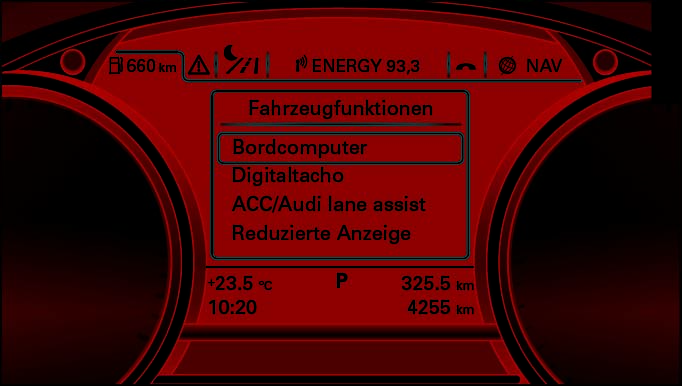 660 km ENERGY 93,3 NAV
Fahrzeugfunktionen
Bordcomputer
Digitaltacho
ACC/Audi lane assist
Reduzierte Anzeige
+23.5 °C P 325.5 km
10:20 4255 km